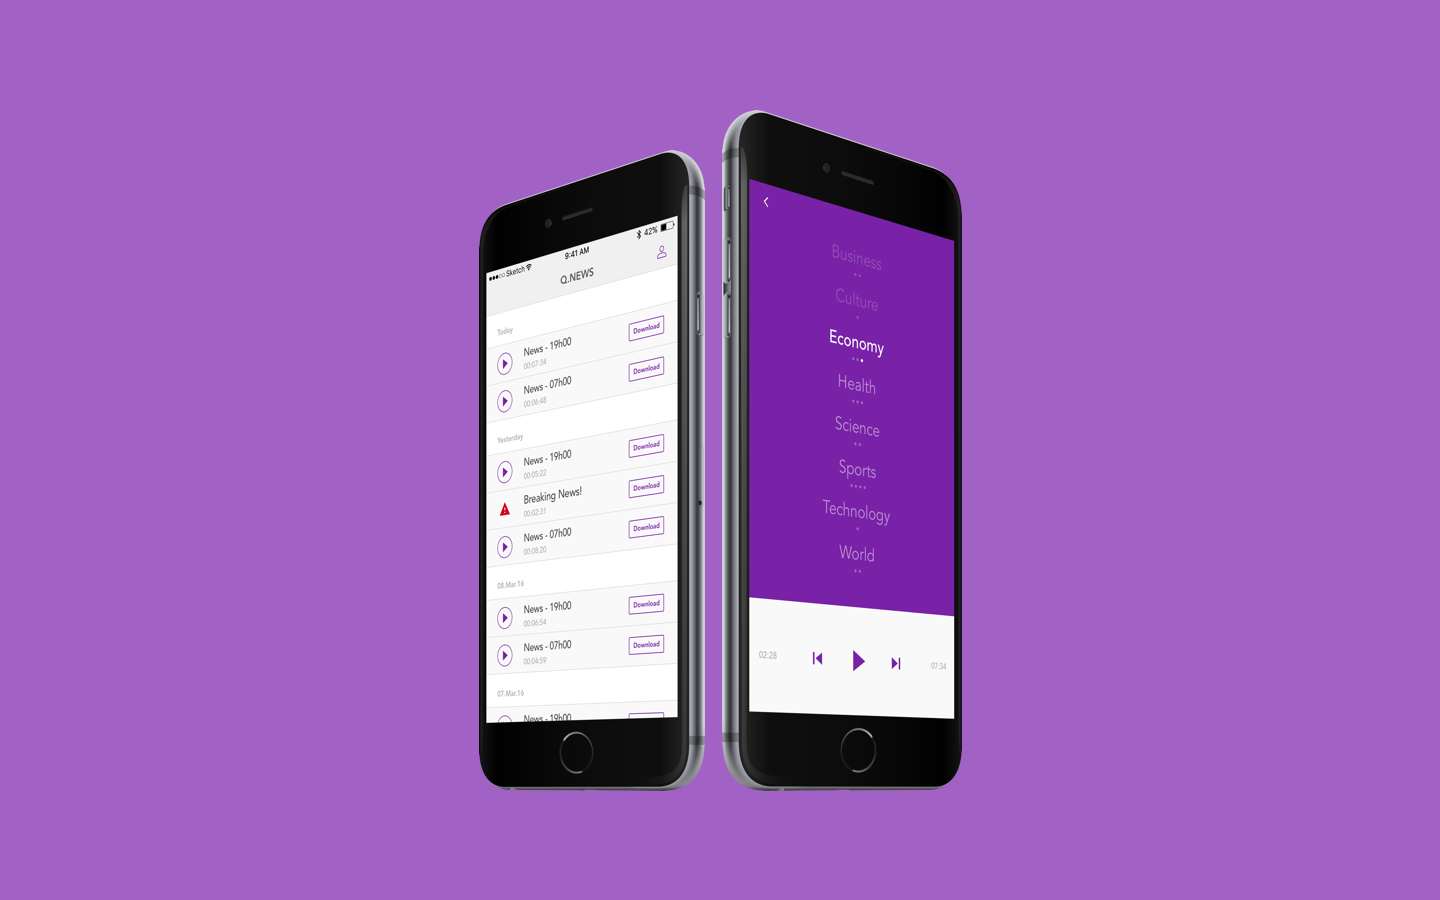 Sketch
9:41 AM
42%
Q.NEWS
Today
News - 19h00
00:07:34
Download
News - 07h00
00:06:48
Download
Yesterday
News - 19h00
00:05:22
Download
Breaking News!
00:02:31
Download
News - 07h00
00:08:20
Download
08.Mar.16
News - 19h00
00:06:54
Download
News - 07h00
00:04:59
Download
07.Mar.16
News - 19h00
Business
Culture
Economy
Health
Science
Sports
Technology
World
02:28
07:34